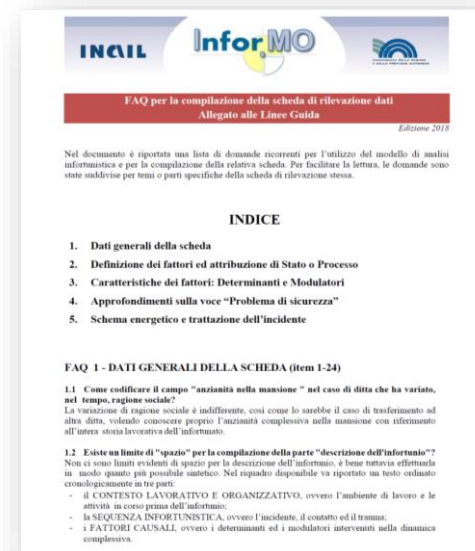 INAIL
Infor.MO
FAQ per la compilazione della scheda di rilevazione dati
Allegato alle Linee Guida
Edizione 2018
Nel documento è riportata una lista di domande ricorrenti per l'utilizzo del modello di analisi
infortunistica e per la compilazione della relativa scheda. Per facilitare la lettura, le domande sono
state suddivise per temi o parti specifiche della scheda di rilevazione stessa.
INDICE
1. Dati generali della scheda
2. Definizione dei fattori ed attribuzione di Stato o Processo
3. Caratteristiche dei fattori: Determinanti e Modulatori
4. Approfondimenti sulla voce "Problema di sicurezza"
5. Schema energetico e trattazione dell'incidente
FAQ 1 - DATI GENERALI DELLA SCHEDA (item 1-24)
1.1 Come codificare il campo "anzianità nella mansione " nel caso di ditta che ha variato,
nel tempo, ragione sociale?
La variazione di ragione sociale è indifferente, così come lo sarebbe il caso di trasferimento ad
altra ditta, volendo conoscere proprio l'anzianità complessiva nella mansione con riferimento
all'intera storia lavorativa dell'infortunato.
1.2 Esiste un limite di "spazio" per la compilazione della parte "descrizione dell'infortunio"?
Non ci sono limiti evidenti di spazio per la descrizione dell'infortunio, è bene tuttavia effettuarla
in modo quanto più possibile sintetico. Nel riquadro disponibile va riportato un testo ordinato
cronologicamente in tre parti:
- il CONTESTO LAVORATIVO E ORGANIZZATIVO, ovvero l'ambiente di lavoro e le
attività in corso prima dell'infortunio;
- la SEQUENZA INFORTUNISTICA, ovvero l'incidente, il contatto ed il trauma;
- i FATTORI CAUSALI, ovvero i determinanti ed i modulatori intervenuti nella dinamica
complessiva.